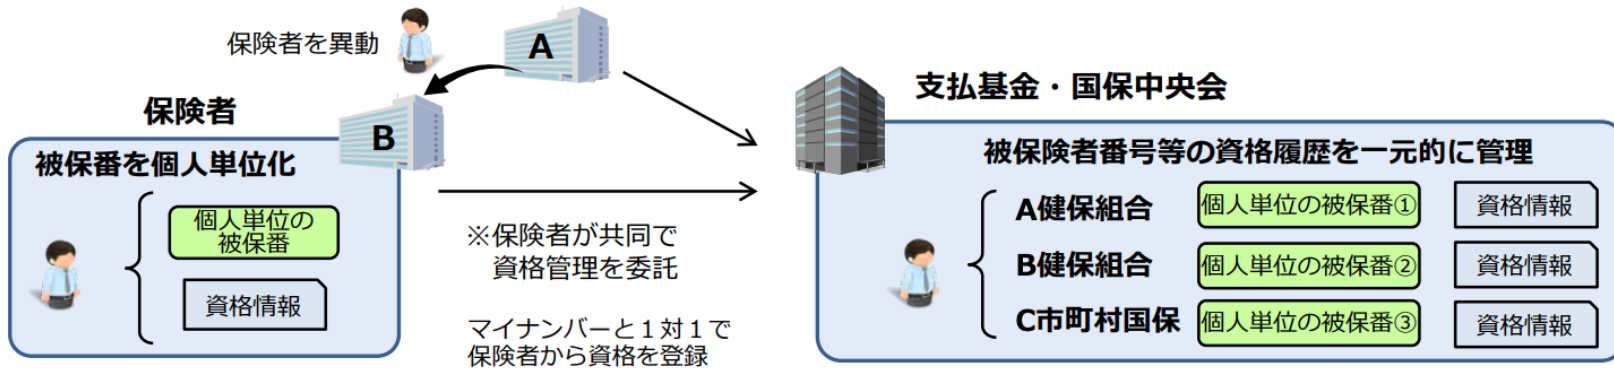 保険者を異動
A
B
保険者
被保番を個人単位化
個人単位の
被保番
資格情報
※保険者が共同で
資格管理を委託
マイナンバーと１対１で
保険者から資格を登録
支払基金・国保中央会
被保険者番号等の資格履歴を一元的に管理
A健保組合 個人単位の被保番① 資格情報
B健保組合 個人単位の被保番② 資格情報
C市町村国保 個人単位の被保番③ 資格情報